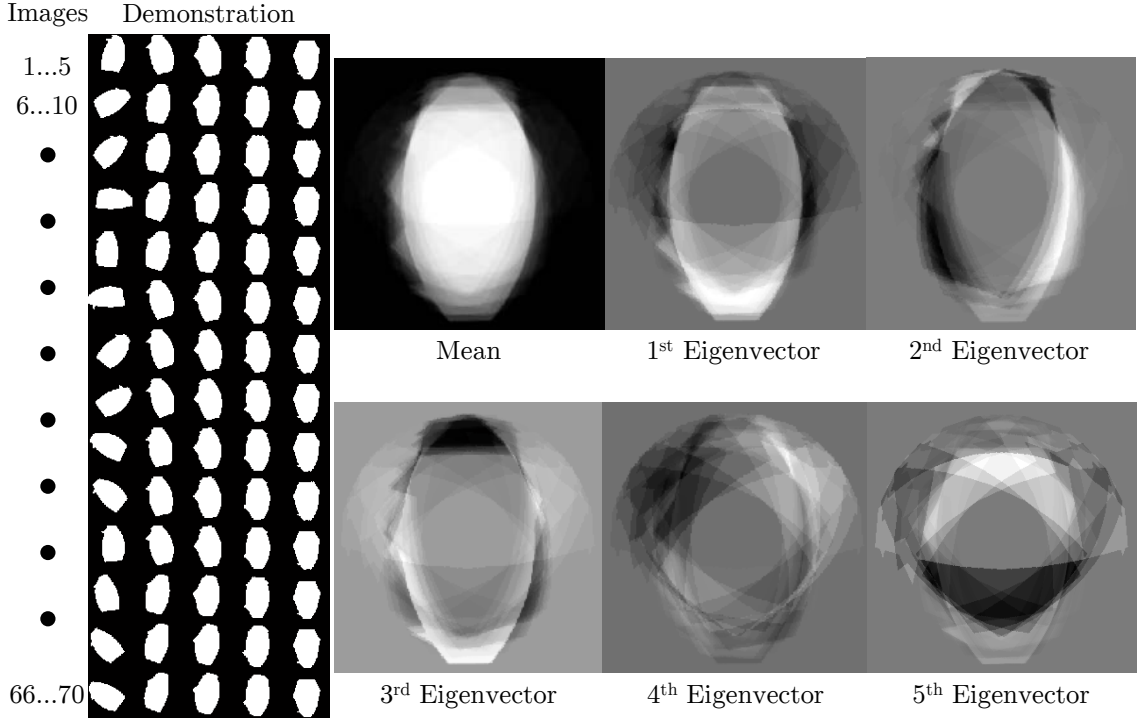 Images Demonstration
1...5
6...10
66...70
Mean
1st Eigenvector
2nd Eigenvector
3rd Eigenvector
4th Eigenvector
5th Eigenvector